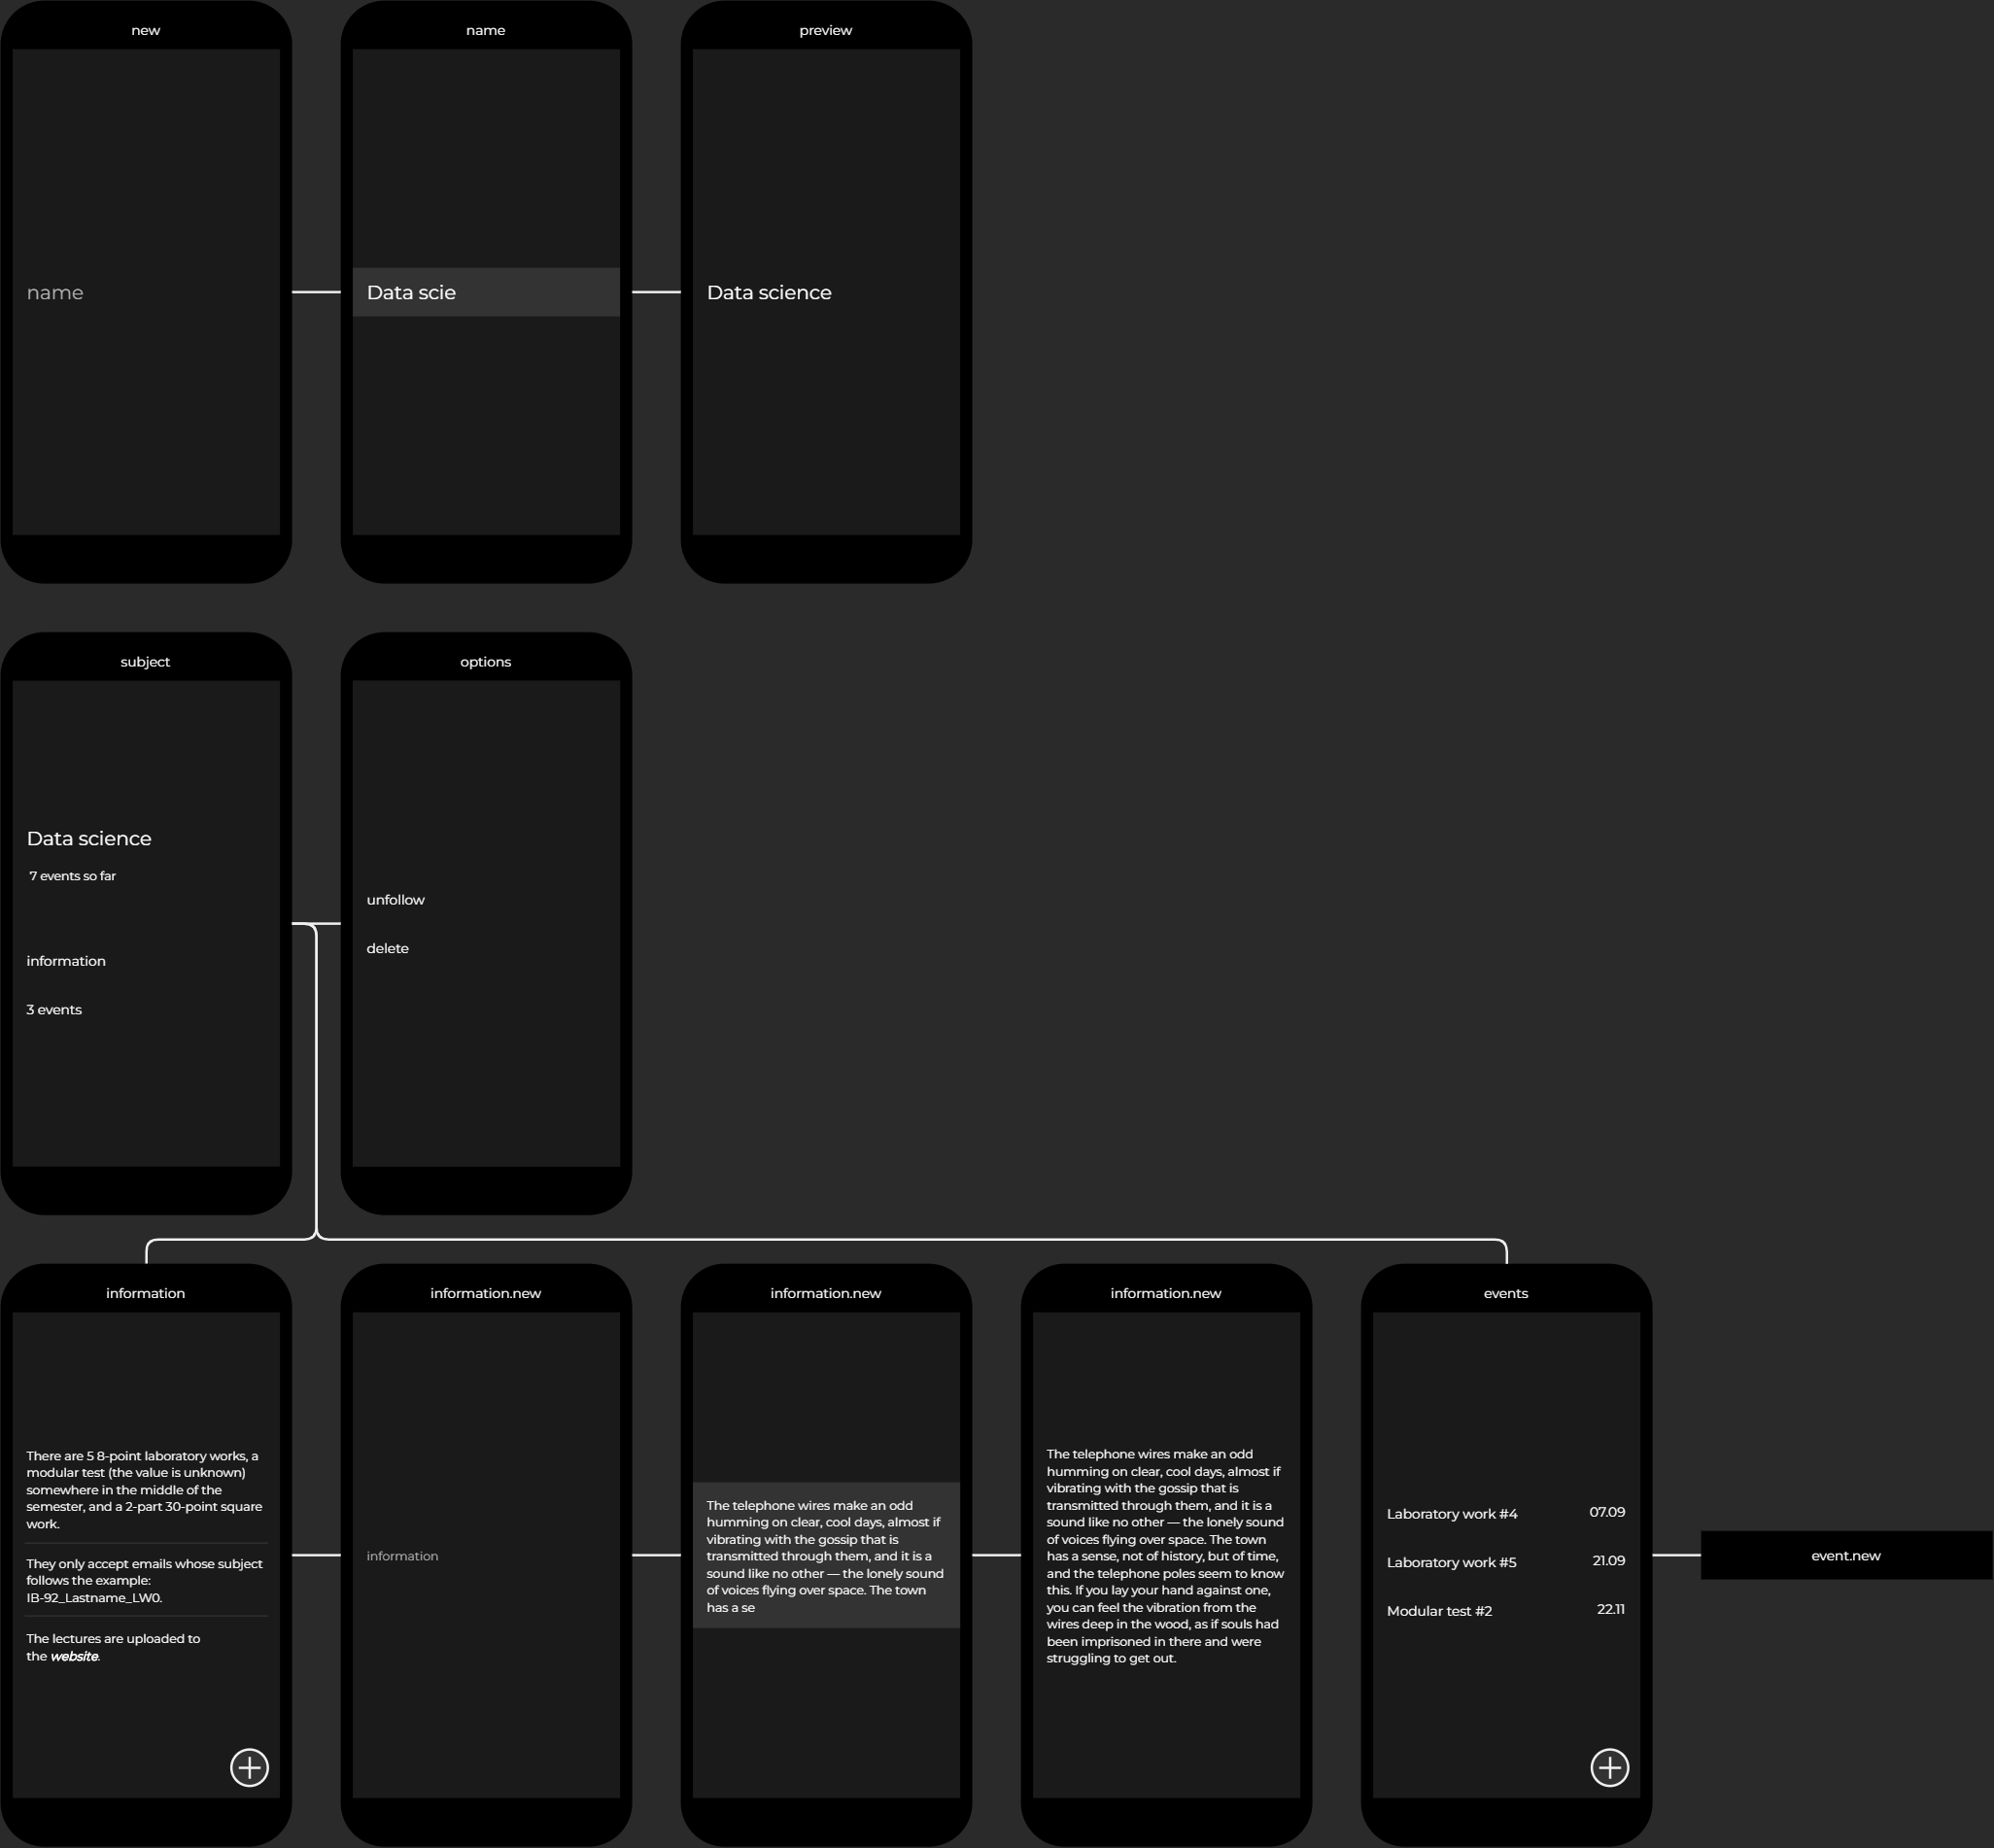 new
name
name
Data scie
preview
Data science
subject
Data science
7 events so far
information
3 events
options
unfollow
delete
information
There are 5 8-point laboratory works, a
modular test (the value is unknown)
somewhere in the middle of the
semester, and a 2-part 30-point square
work.
They only accept emails whose subject
follows the example:
IB-92_Lastname_LW0.
The lectures are uploaded to
the website.
information.new
information
information.new
The telephone wires make an odd
humming on clear, cool days, almost if
vibrating with the gossip that is
transmitted through them, and it is a
sound like no other — the lonely sound
of voices flying over space. The town
has a se
information.new
The telephone wires make an odd
humming on clear, cool days, almost if
vibrating with the gossip that is
transmitted through them, and it is a
sound like no other — the lonely sound
of voices flying over space. The town
has a sense, not of history, but of time,
and the telephone poles seem to know
this. If you lay your hand against one,
you can feel the vibration from the
wires deep in the wood, as if souls had
been imprisoned in there and were
struggling to get out.
events
Laboratory work #4 07.09
Laboratory work #5 21.09
Modular test #2 22.11
event.new